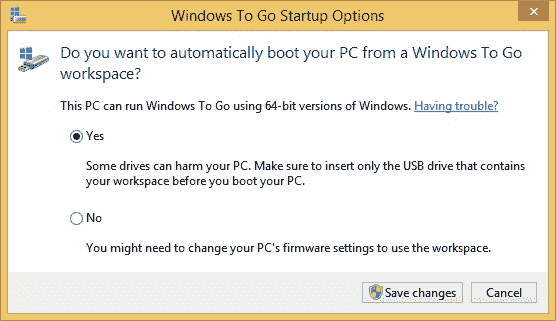 Windows To Go Startup Options
Do you want to automatically boot your PC from a Windows To Go
workspace?
This PC can run Windows To Go using 64-bit versions of Windows. Having trouble?
Yes
Some drives can harm your PC. Make sure to insert only the USB drive that contains
your workspace before you boot your PC.
No
You might need to change your PC's firmware settings to use the workspace.
Save changes Cancel